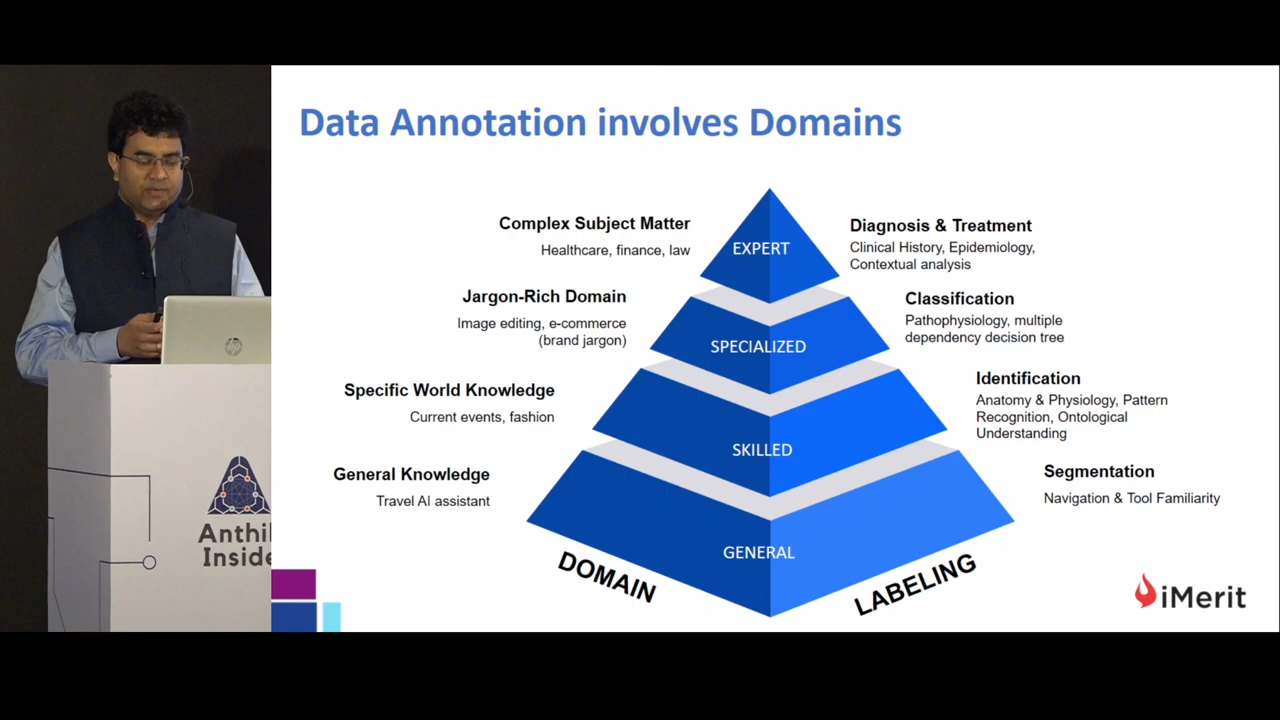 Data Annotation involves Domains
Complex Subject Matter
Healthcare, finance, law
Jargon-Rich Domain
Image editing, e-commerce
(brand jargon)
Specific World Knowledge
Current events, fashion
General Knowledge
Travel AI assistant
EXPERT
SPECIALIZED
SKILLED
GENERAL
DOMAIN
LABELING
Diagnosis & Treatment
Clinical History, Epidemiology,
Contextual analysis
Classification
Pathophysiology, multiple
dependency decision tree
Identification
Anatomy & Physiology, Pattern
Recognition, Ontological
Understanding
Segmentation
Navigation & Tool Familiarity
iMerit
Anthil
Inside
hp